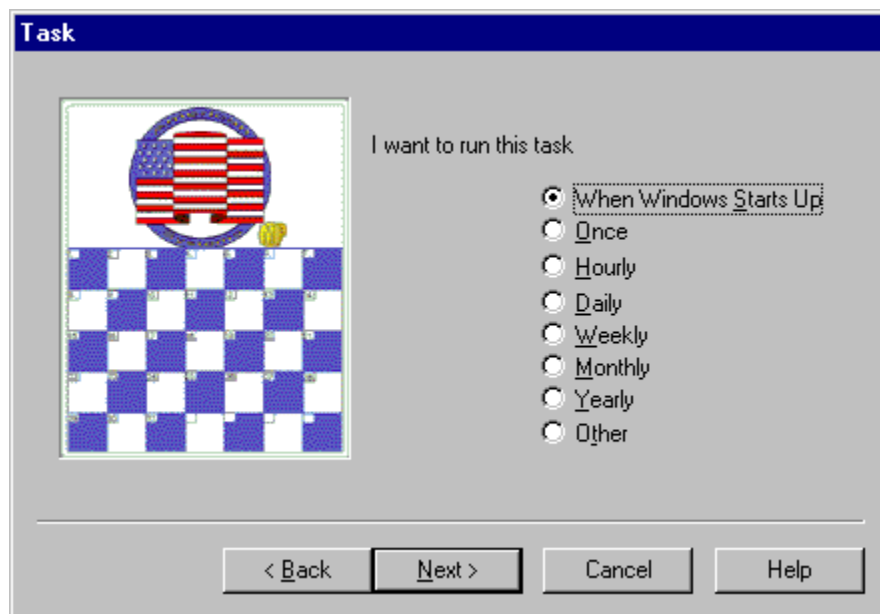 Task
I want to run this task
When Windows Starts Up
Once
Hourly
Daily
Weekly
Monthly
Yearly
Other
< Back
Next >
Cancel
Help